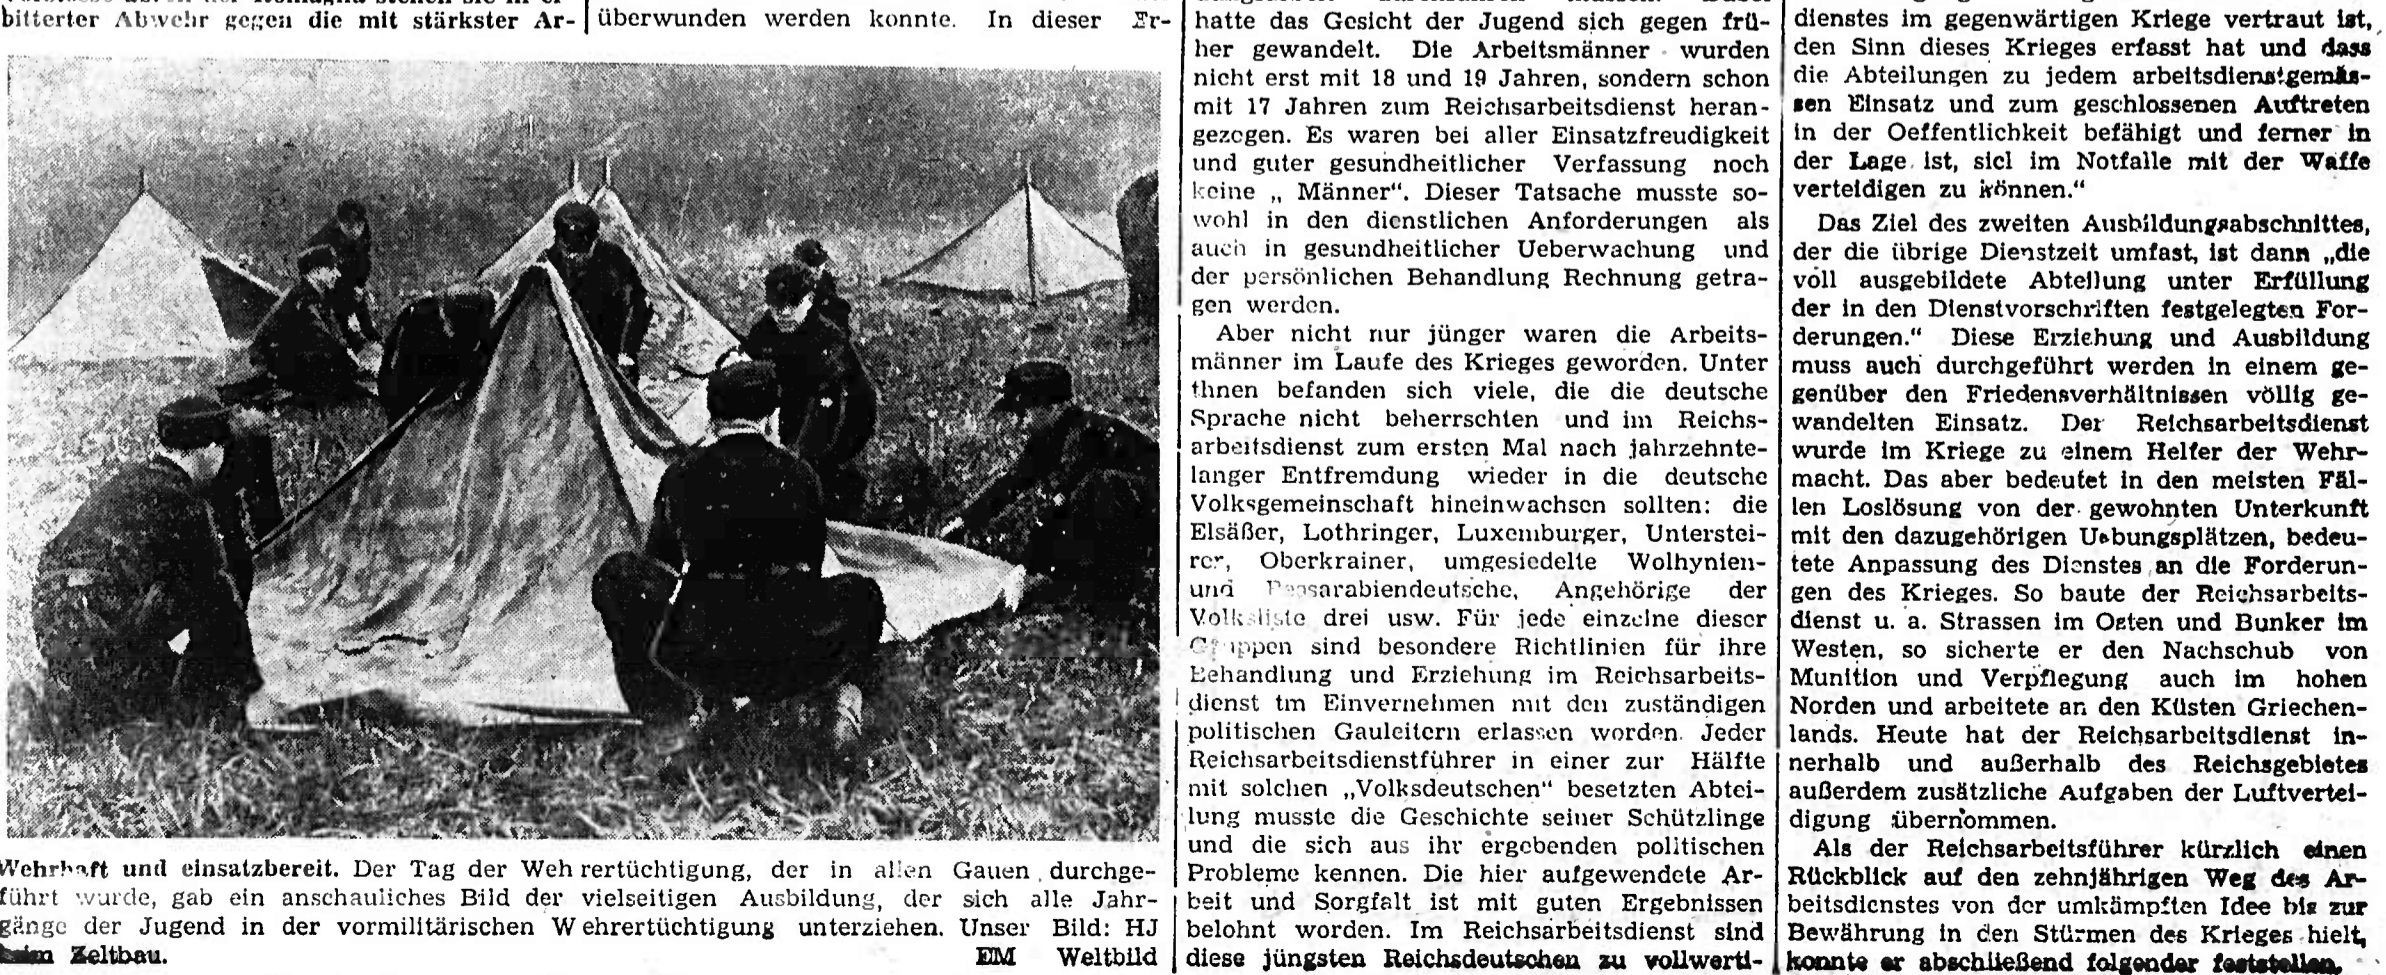 bitterter Abwehr gegen die mit stärkster Ar-
überwunden werden konnte. In dieser Er-
Wehrhaft und einsatzbereit. Der Tag der Weh rertüchtigung, der in allen Gauen durchge-
führt wurde, gab ein anschauliches Bild der vielseitigen Ausbildung, der sich alle Jahr-
gänge der Jugend in der vormilitärischen W ehrertüchtigung unterziehen. Unser Bild: HJ
beim Zeltbau. EM Weltbild
hatte das Gesicht der Jugend sich gegen frü-
her gewandelt. Die Arbeitsmänner wurden
nicht erst mit 18 und 19 Jahren, sondern schon
mit 17 Jahren zum Reichsarbeitsdienst heran-
gezogen. Es waren bei aller Einsatzfreudigkeit
und guter gesundheitlicher Verfassung noch
keine „ Männer“. Dieser Tatsache musste so-
wohl in den dienstlichen Anforderungen als
auch in gesundheitlicher Ueberwachung und
der persönlichen Behandlung Rechnung getra-
gen werden.
Aber nicht nur jünger waren die Arbeits-
männer im Laufe des Krieges geworden. Unter
Ihnen befanden sich viele, die die deutsche
Sprache nicht beherrschten und im Reichs-
arbeitsdienst zum ersten Mal nach jahrzehnte-
langer Entfremdung wieder in die deutsche
Volksgemeinschaft hineinwachsen sollten: die
Elsäßer, Lothringer, Luxemburger, Unterstei-
rer, Oberkrainer, umgesiedelte Wolhynien-
und Bessarabiendeutsche, Angehörige der
Volksliste drei usw. Für jede einzelne dieser
Gruppen sind besondere Richtlinien für ihre
Behandlung und Erziehung im Reichsarbeits-
dienst im Einvernehmen mit den zuständigen
politischen Gauleitern erlassen worden. Jeder
Reichsarbeitsdienstführer in einer zur Hälfte
mit solchen „Volksdeutschen“ besetzten Abtei-
lung musste die Geschichte seiner Schützlinge
und die sich aus ihr ergebenden politischen
Probleme kennen. Die hier aufgewendete Ar-
beit und Sorgfalt ist mit guten Ergebnissen
belohnt worden. Im Reichsarbeitsdienst sind
diese jüngsten Reichsdeutschen zu vollwerti-
dienstes im gegenwärtigen Kriege vertraut ist,
den Sinn dieses Krieges erfasst hat und dass
die Abteilungen zu jedem arbeitsdienstgemäs-
sen Einsatz und zum geschlossenen Auftreten
in der Oeffentlichkeit befähigt und ferner in
der Lage ist, sicl im Notfalle mit der Waffe
verteidigen zu können.“
Das Ziel des zweiten Ausbildungsabschnittes,
der die übrige Dienstzeit umfast, ist dann „die
voll ausgebildete Abteilung unter Erfüllung
der in den Dienstvorschriften festgelegten For-
derungen.“ Diese Erziehung und Ausbildung
muss auch durchgeführt werden in einem ge-
genüber den Friedensverhältnissen völlig ge-
wandelten Einsatz. Der Reichsarbeitsdienst
wurde im Kriege zu einem Helfer der Wehr-
macht. Das aber bedeutet in den meisten Fäl-
len Loslösung von der gewohnten Unterkunft
mit den dazugehörigen Uebungsplätzen, bedeu-
tete Anpassung des Dienstes an die Forderun-
gen des Krieges. So baute der Reichsarbeits-
dienst u. a. Strassen im Osten und Bunker im
Westen, so sicherte er den Nachschub von
Munition und Verpflegung auch im hohen
Norden und arbeitete an den Küsten Griechen-
lands. Heute hat der Reichsarbeitsdienst in-
nerhalb und außerhalb des Reichsgebietes
außerdem zusätzliche Aufgaben der Luftvertei-
digung übernommen.
Als der Reichsarbeitsführer kürzlich einen
Rückblick auf den zehnjährigen Weg des Ar-
beitsdienstes von der umkämpften Idee bis zur
Bewährung in den Stürmen des Krieges hielt,
konnte er abschließend folgender feststellen.